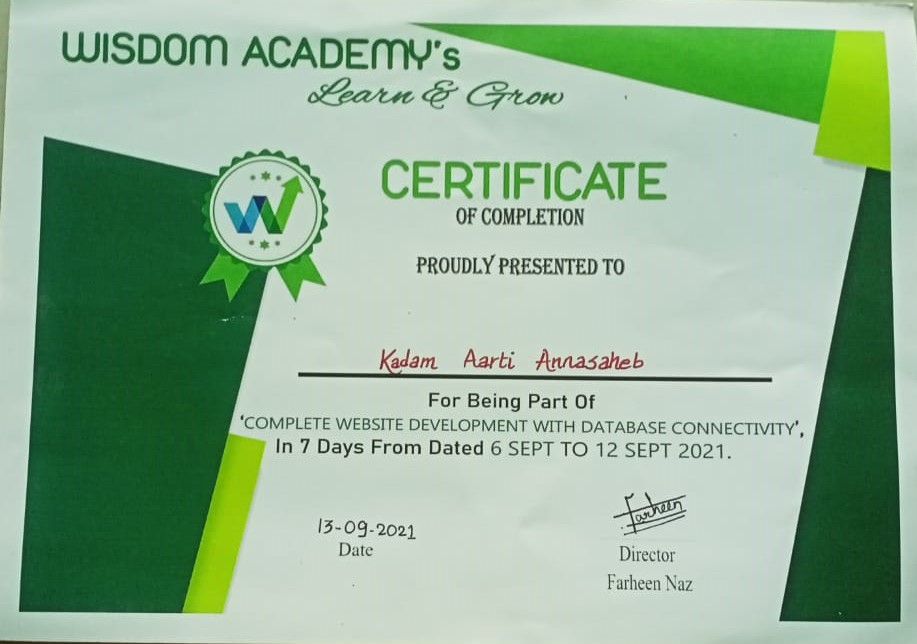 WISDOM ACADEMY's
Learn & Grow
CERTIFICATE
OF COMPLETION
PROUDLY PRESENTED TO
Kadam Aarti Annasaheb
For Being Part Of
'COMPLETE WEBSITE DEVELOPMENT WITH DATABASE CONNECTIVITY',
In 7 Days From Dated 6 SEPT TO 12 SEPT 2021.
Farheen
13-09-2021
Date
Director
Farheen Naz